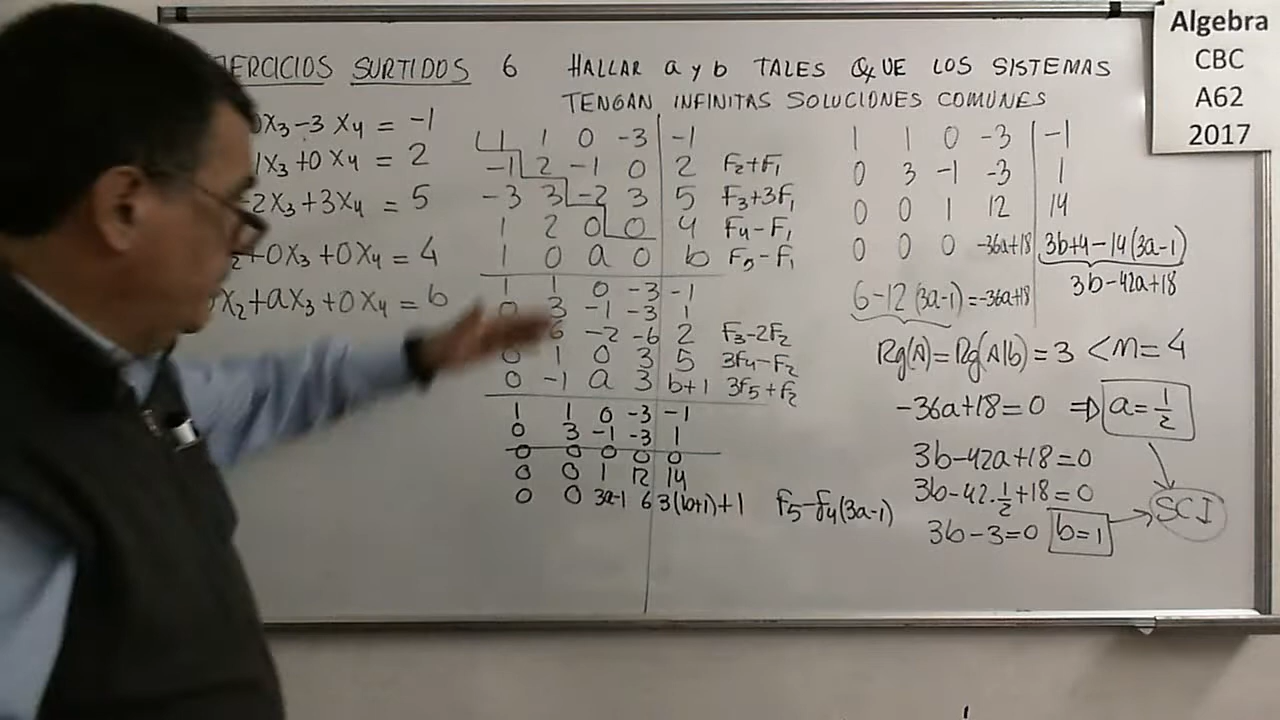 ERCICIOS SURTIDOS 6 HALLAR a y b TALES QUE LOS SISTEMAS
TENGAN INFINITAS SOLUCIONES COMUNES
x₃-3x₄ = -1
1x₃+0x₄ = 2
-2x₃+3x₄ = 5
+0x₃+0x₄ = 4
x₂+ax₃+0x₄ = b
1 1 0 -3 | -1
-1 2 -1 0 | 2 F₂+F₁
-3 3 -2 3 | 5 F₃+3F₁
1 2 0 0 | 4 F₄-F₁
1 0 a 0 | b F₅-F₁
1 1 0 -3 | -1
0 3 -1 -3 | 1
6 -2 -6 | 2 F₃-2F₂
0 1 0 3 | 5 3F₄-F₂
0 -1 a 3 | b+1 3F₅+F₂
1 1 0 -3 | -1
0 3 -1 -3 | 1
0 0 0 0 | 0
0 0 1 12 | 14
0 0 3a-1 6 | 3(b+1)+1 F₅-F₄(3a-1)
1 1 0 -3 | -1
0 3 -1 -3 | 1
0 0 1 12 | 14
0 0 0 -36a+18 | 3b+4-14(3a-1)
6-12(3a-1)=-36a+18
3b-42a+18
Rg(A)=Rg(A|b)=3 <n=4
-36a+18=0 ⇒ a=1/2
3b-42a+18=0
3b-42.1/2+18=0
3b-3=0 b=1
SCI
Algebra
CBC
A62
2017